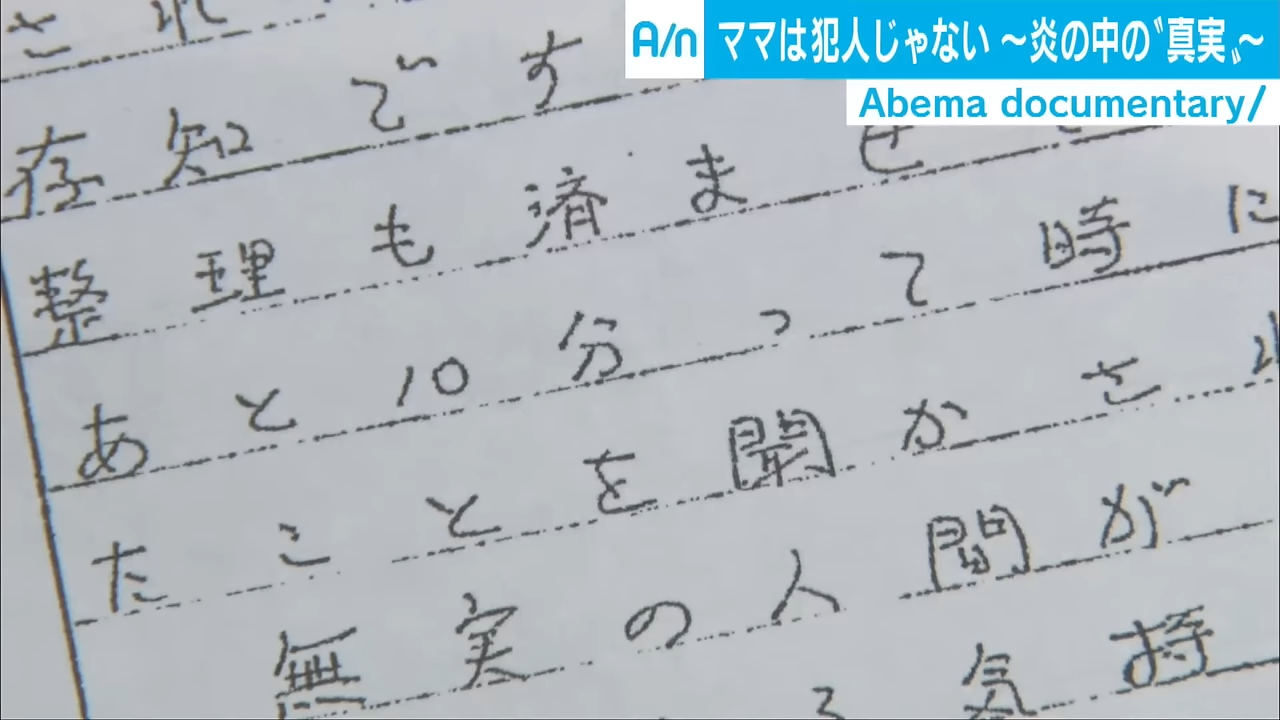 A/n ママは犯人じゃない ～炎の中の〝真実〟～
Abema documentary/
され
存知です
整理も済ませ
あと10分って時に
たことを聞かされ
無実の人間が
気持